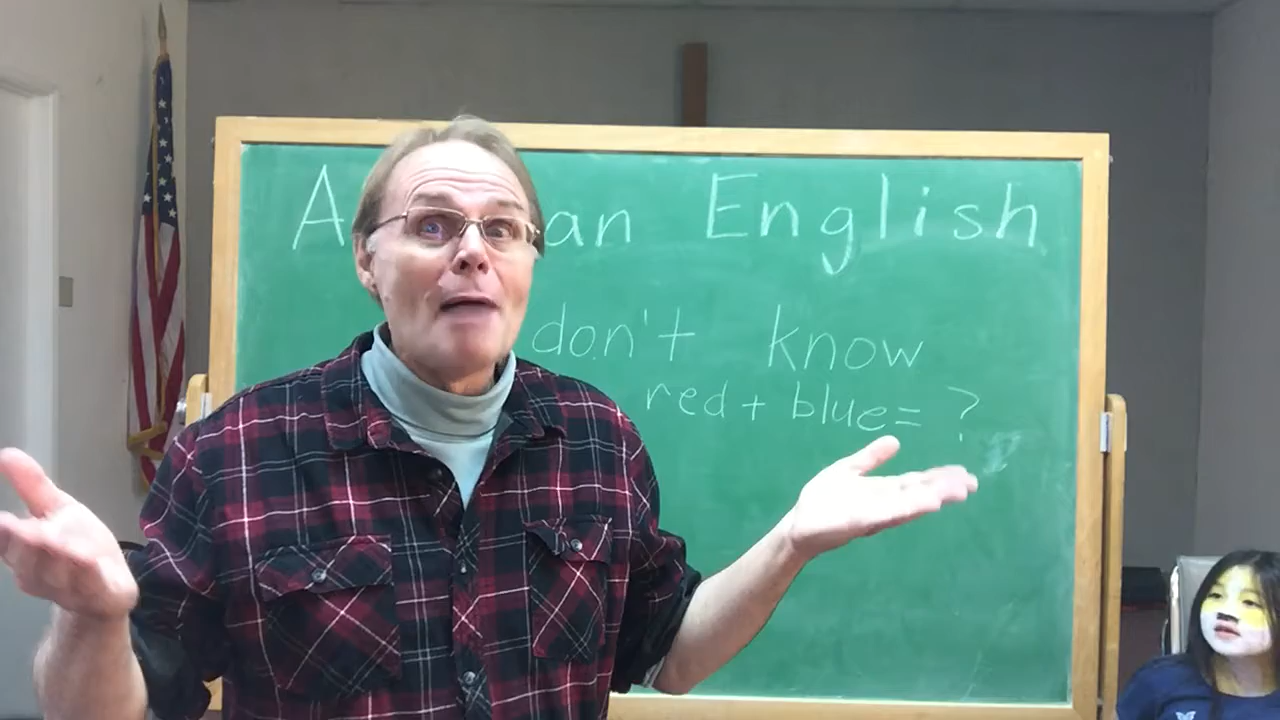 A an English
don't know
red + blue = ?